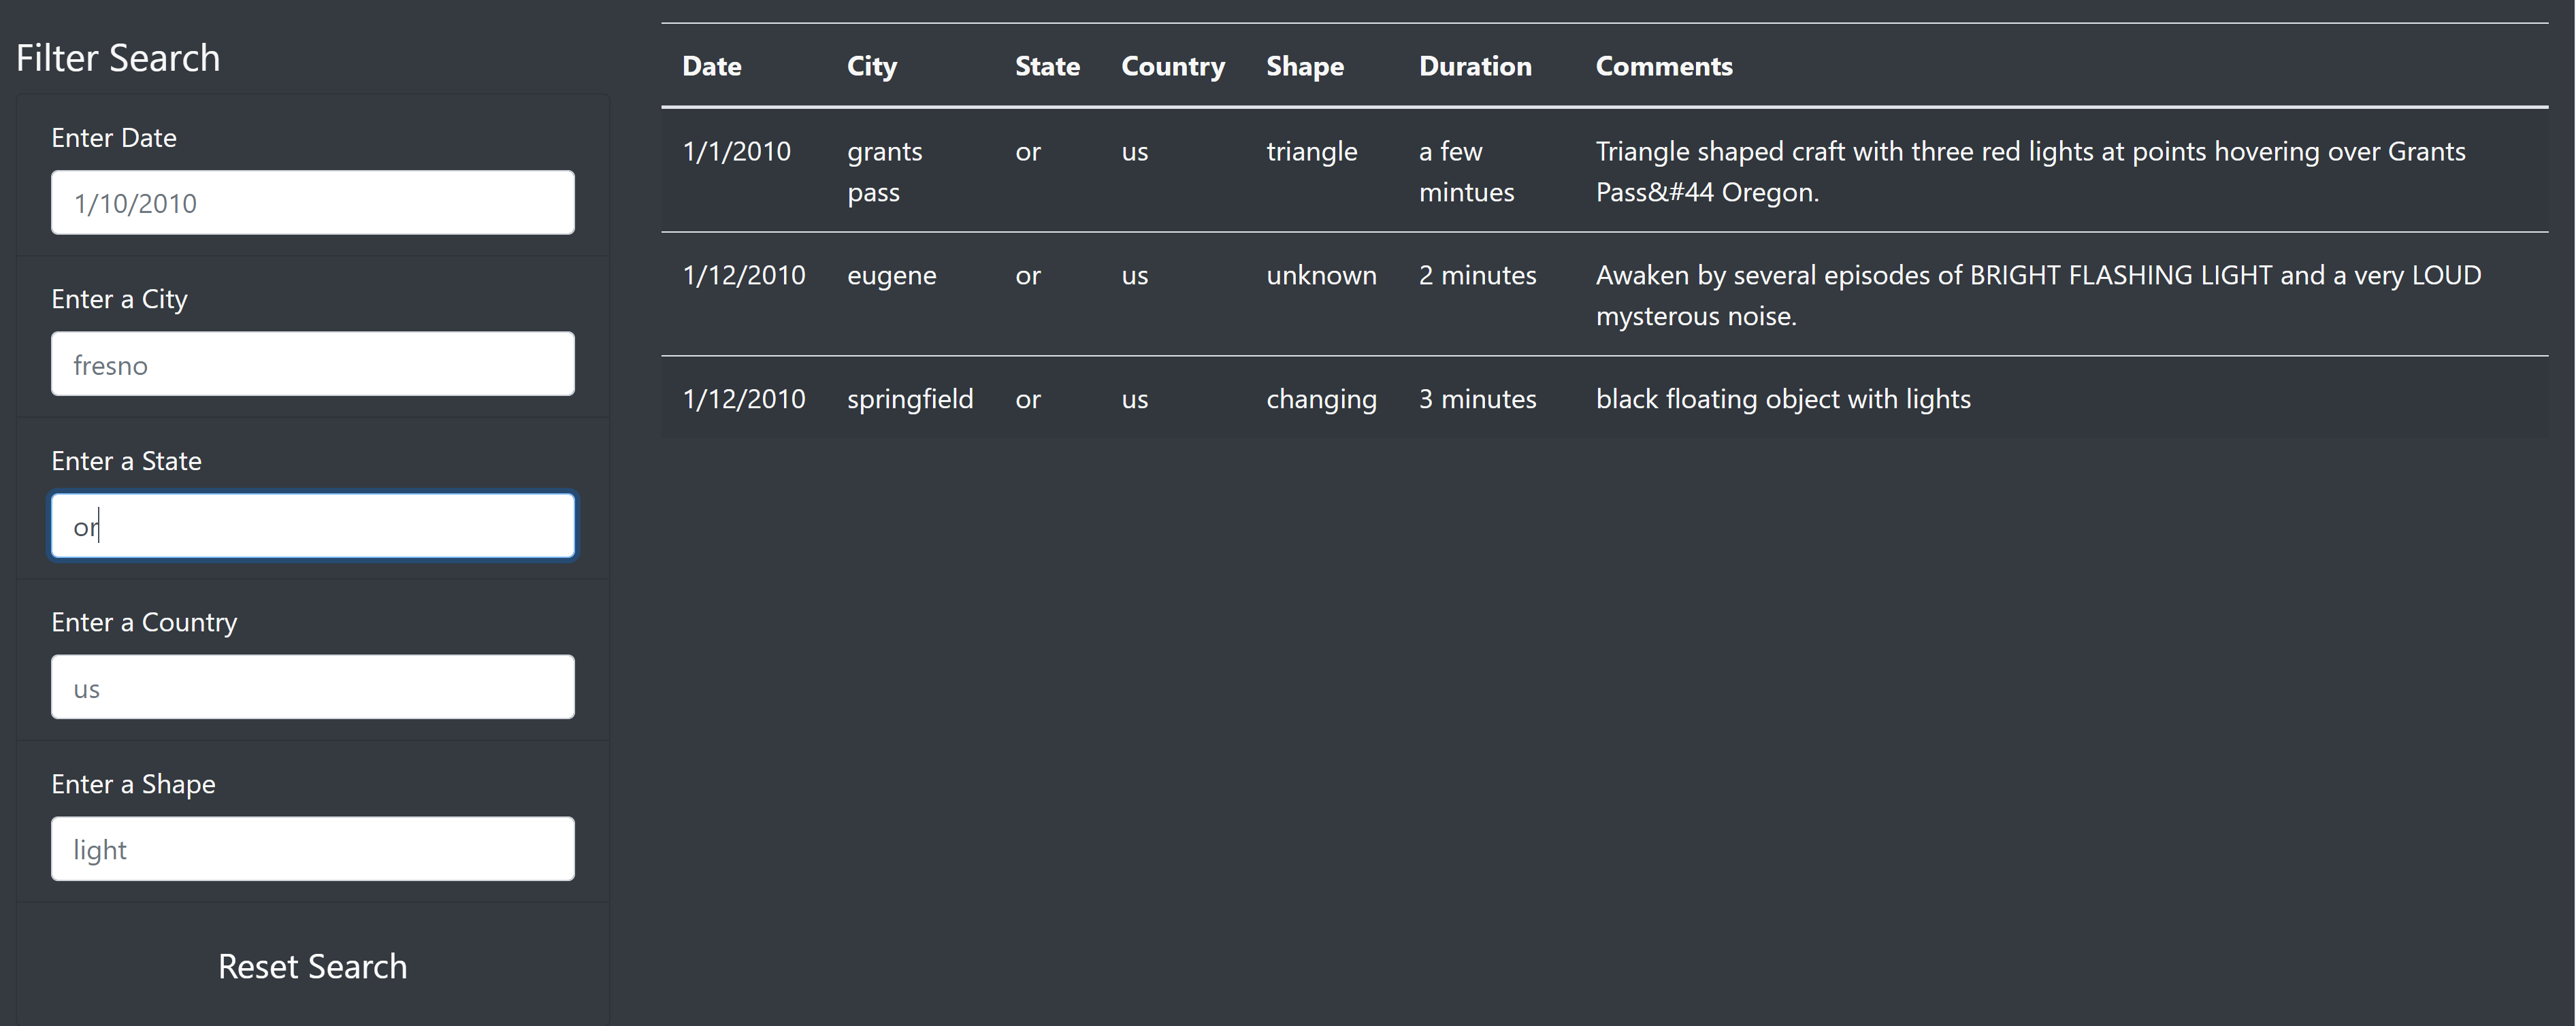 Filter Search
Enter Date
1/10/2010
Enter a City
fresno
Enter a State
or
Enter a Country
us
Enter a Shape
light
Reset Search
Date City State Country Shape Duration Comments
1/1/2010 grants or us triangle a few Triangle shaped craft with three red lights at points hovering over Grants
pass mintues Pass&#44 Oregon.
1/12/2010 eugene or us unknown 2 minutes Awaken by several episodes of BRIGHT FLASHING LIGHT and a very LOUD
mysterous noise.
1/12/2010 springfield or us changing 3 minutes black floating object with lights